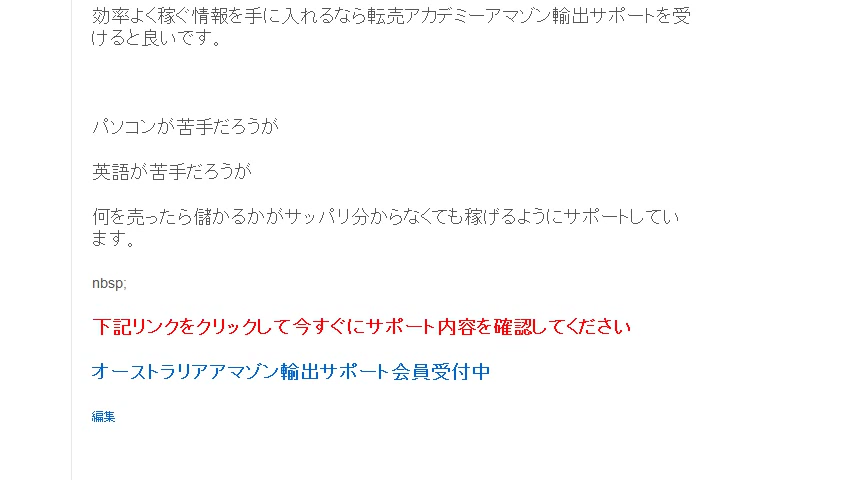 効率よく稼ぐ情報を手に入れるなら転売アカデミーアマゾン輸出サポートを受
けると良いです。
パソコンが苦手だろうが
英語が苦手だろうが
何を売ったら儲かるかがサッパリ分からなくても稼げるようにサポートしてい
ます。
nbsp;
下記リンクをクリックして今すぐにサポート内容を確認してください
オーストラリアアマゾン輸出サポート会員受付中
編集